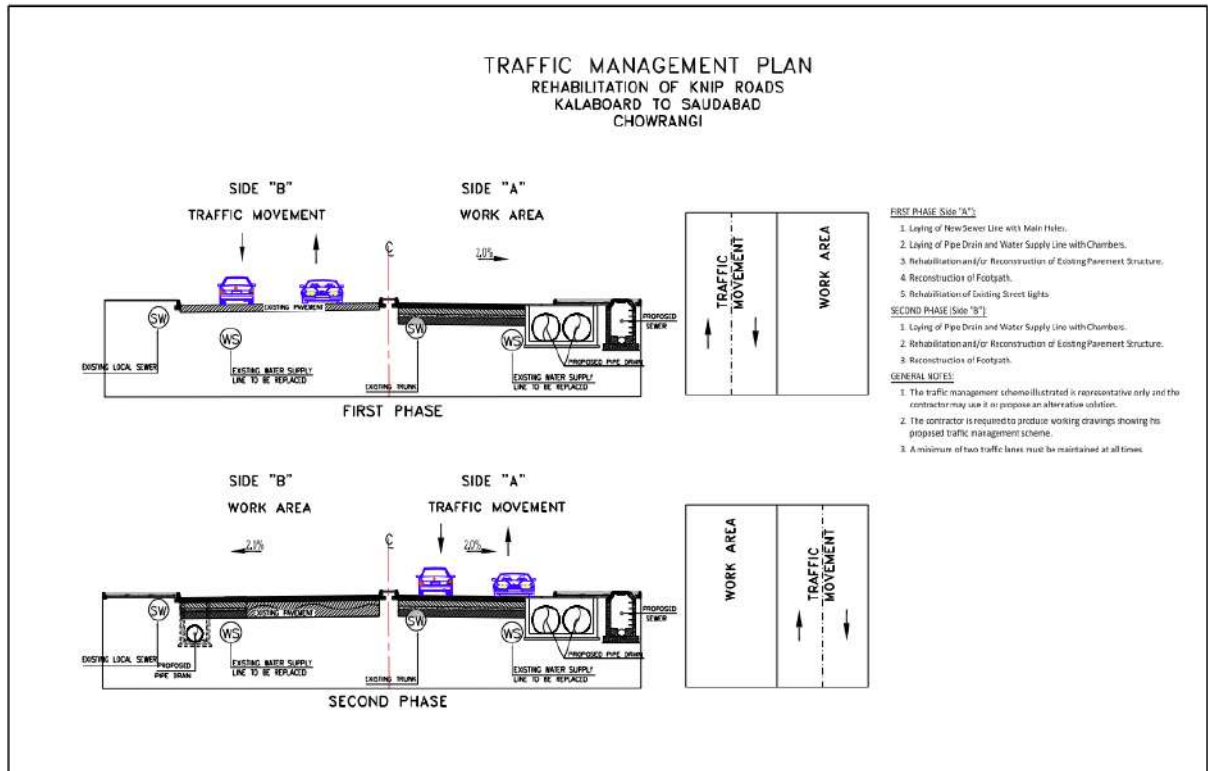 TRAFFIC MANAGEMENT PLAN
REHABILITATION OF KNIP ROADS
KALABOARD TO SAUDABAD
CHOWRANGI
SIDE "B"
TRAFFIC MOVEMENT
SIDE "A"
WORK AREA
℄
2.0%
EXISTING PAVEMENT
SW
WS
SW
WS
PROPOSED
SEWER
PROPOSED PIPE DRAIN
EXISTING LOCAL SEWER
EXISTING WATER SUPPLY
LINE TO BE REPLACED
EXISTING TRUNK
EXISTING WATER SUPPLY
LINE TO BE REPLACED
FIRST PHASE
TRAFFIC
MOVEMENT
WORK AREA
FIRST PHASE (Side "A"):
1. Laying of New Sewer Line with Main Holes.
2. Laying of Pipe Drain and Water Supply Line with Chambers.
3. Rehabilitation and/or Reconstruction of Existing Pavement Structure.
4. Reconstruction of Footpath.
5. Rehabilitation of Existing Street Lights
SECOND PHASE (Side "B"):
1. Laying of Pipe Drain and Water Supply Line with Chambers.
2. Rehabilitation and/or Reconstruction of Existing Pavement Structure.
3. Reconstruction of Footpath.
GENERAL NOTES:
1. The traffic management scheme illustrated is representative only and the
contractor may use it or propose an alternative solution.
2. The contractor is required to produce working drawings showing his
proposed traffic management scheme.
3. A minimum of two traffic lanes must be maintained at all times
SIDE "B"
WORK AREA
SIDE "A"
TRAFFIC MOVEMENT
℄
2.0%
2.0%
EXISTING PAVEMENT
SW
WS
SW
WS
PROPOSED
SEWER
PROPOSED PIPE DRAIN
EXISTING LOCAL SEWER
PROPOSED
PIPE DRAIN
EXISTING WATER SUPPLY
LINE TO BE REPLACED
EXISTING TRUNK
EXISTING WATER SUPPLY
LINE TO BE REPLACED
SECOND PHASE
WORK AREA
TRAFFIC
MOVEMENT